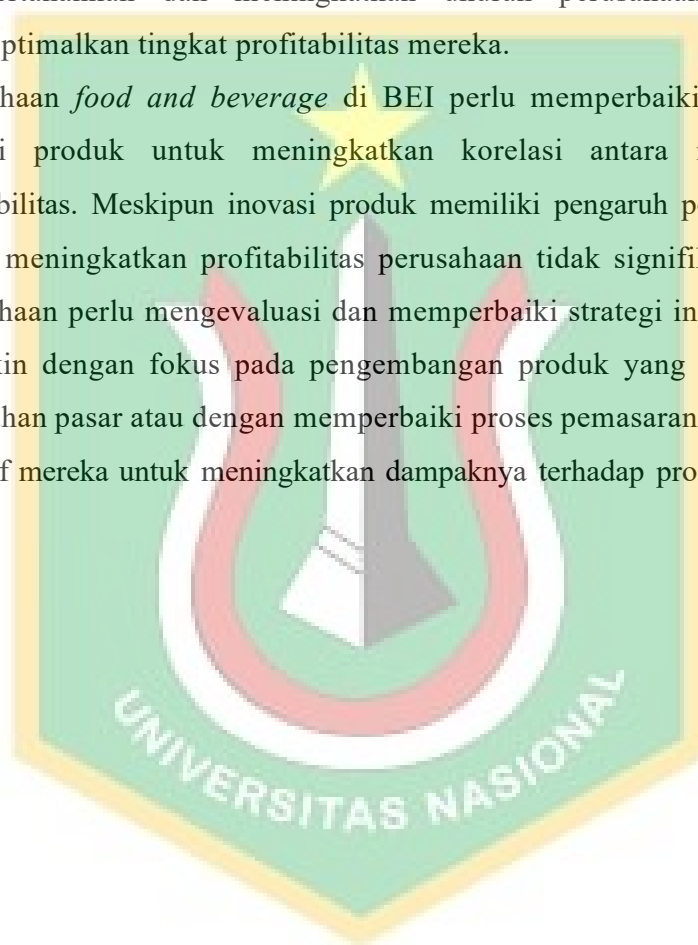 ptimalkan tingkat profitabilitas mereka.
haan food and beverage di BEI perlu memperbaiki
i produk untuk meningkatkan korelasi antara
bilitas. Meskipun inovasi produk memiliki pengaruh p
meningkatkan profitabilitas perusahaan tidak signifi
haan perlu mengevaluasi dan memperbaiki strategi in
in dengan fokus pada pengembangan produk yang
han pasar atau dengan memperbaiki proses pemasaran
f mereka untuk meningkatkan dampaknya terhadap pro
UNIVERSITAS NASIONAL